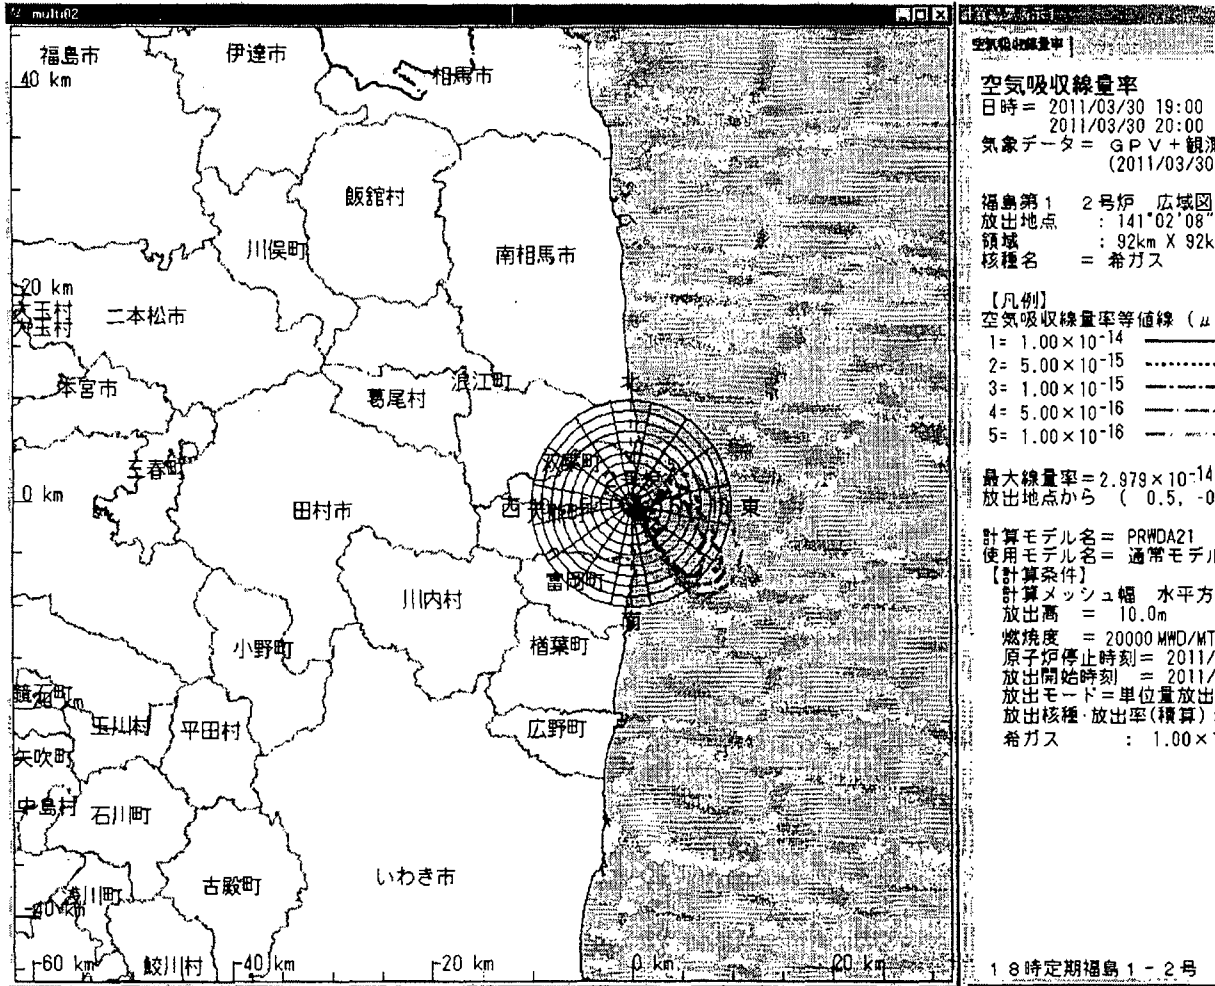 multi02
福島市
伊達市
相馬市
40 km
飯舘村
川俣町
南相馬市
20 km
大玉村
大玉村
二本松市
本宮市
葛尾村
浪江町
北
三春町
双葉町
0 km
田村市
西
東
富岡町
川内村
南
小野町
楢葉町
鏡石町
玉川村
平田村
広野町
矢吹町
中島村
石川町
古殿町
いわき市
浅川町
-40 km
-60 km
鮫川村
-40 km
-20 km
0 km
20 km
空気吸収線量率
空気吸収線量率
日時= 2011/03/30 19:00
2011/03/30 20:00
気象データ= GPV+観測
(2011/03/30
福島第1 2号炉 広域図
放出地点 : 141°02'08"
領域 : 92km X 92k
核種名 = 希ガス
【凡例】
空気吸収線量率等値線 (μ
1= 1.00×10-14
2= 5.00×10-15
3= 1.00×10-15
4= 5.00×10-16
5= 1.00×10-16
最大線量率=2.979×10-14
放出地点から ( 0.5, -0
計算モデル名= PRWDA21
使用モデル名= 通常モデル
【計算条件】
計算メッシュ幅 水平方
放出高 = 10.0m
燃焼度 = 20000MWD/MT
原子炉停止時刻= 2011/
放出開始時刻 = 2011/
放出モード=単位量放出
放出核種・放出率(積算)
希ガス : 1.00×
18時定期福島1-2号